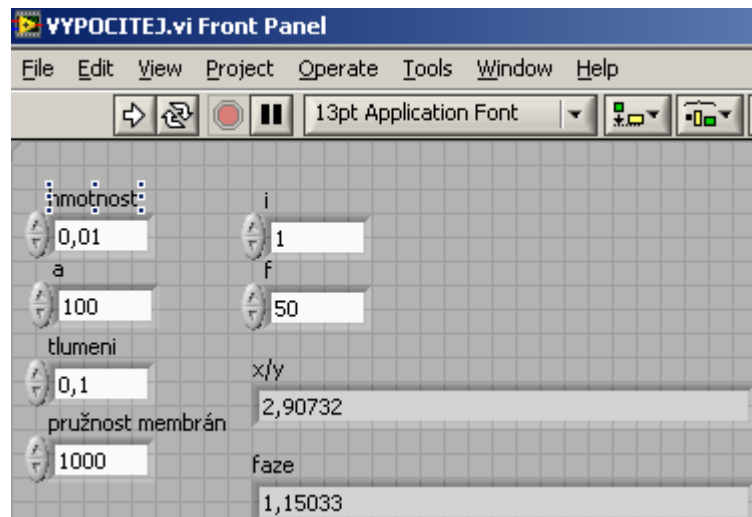 VYPOCITEJ.vi Front Panel
File Edit View Project Operate Tools Window Help
13pt Application Font
hmotnost
0,01
i
1
a
100
f
50
tlumeni
0,1
x/y
2,90732
pružnost membrán
1000
faze
1,15033